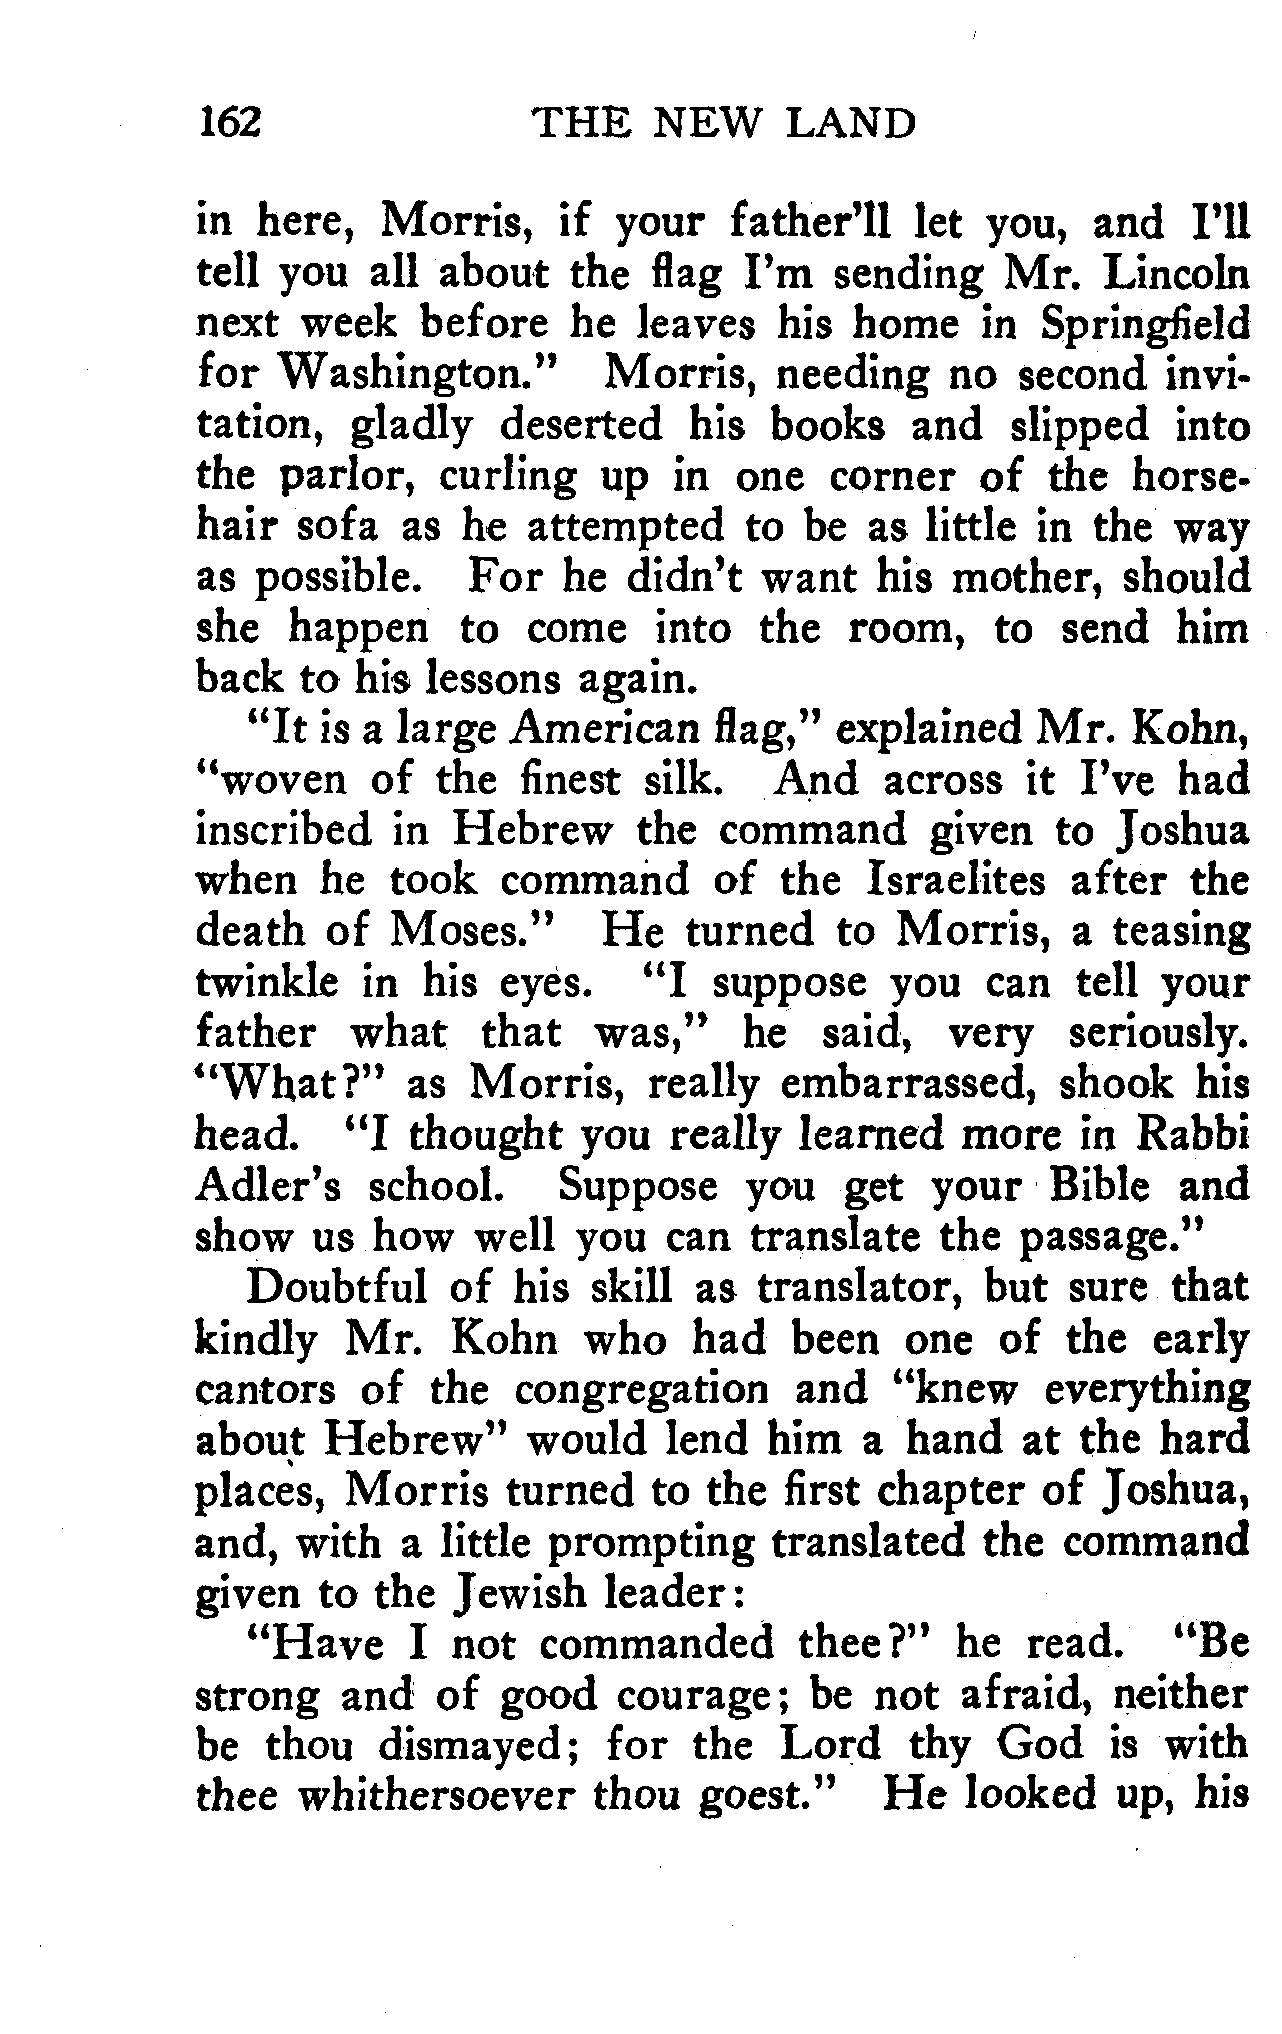 162 THE NEW LAND
in here, Morris, if your father'll let you, and I'll
tell you all about the flag I'm sending Mr. Lincoln
next week before he leaves his home in Springfield
for Washington." Morris, needing no second invi-
tation, gladly deserted his books and slipped into
the parlor, curling up in one corner of the horse-
hair sofa as he attempted to be as little in the way
as possible. For he didn't want his mother, should
she happen to come into the room, to send him
back to his lessons again.
"It is a large American flag," explained Mr. Kohn,
"woven of the finest silk. And across it I've had
inscribed in Hebrew the command given to Joshua
when he took command of the Israelites after the
death of Moses." He turned to Morris, a teasing
twinkle in his eyes. "I suppose you can tell your
father what that was," he said, very seriously.
"What?" as Morris, really embarrassed, shook his
head. "I thought you really learned more in Rabbi
Adler's school. Suppose you get your Bible and
show us how well you can translate the passage."
Doubtful of his skill as translator, but sure that
kindly Mr. Kohn who had been one of the early
cantors of the congregation and "knew everything
about Hebrew" would lend him a hand at the hard
places, Morris turned to the first chapter of Joshua,
and, with a little prompting translated the command
given to the Jewish leader:
"Have I not commanded thee?" he read. "Be
strong and of good courage; be not afraid, neither
be thou dismayed; for the Lord thy God is with
thee whithersoever thou goest." He looked up, his